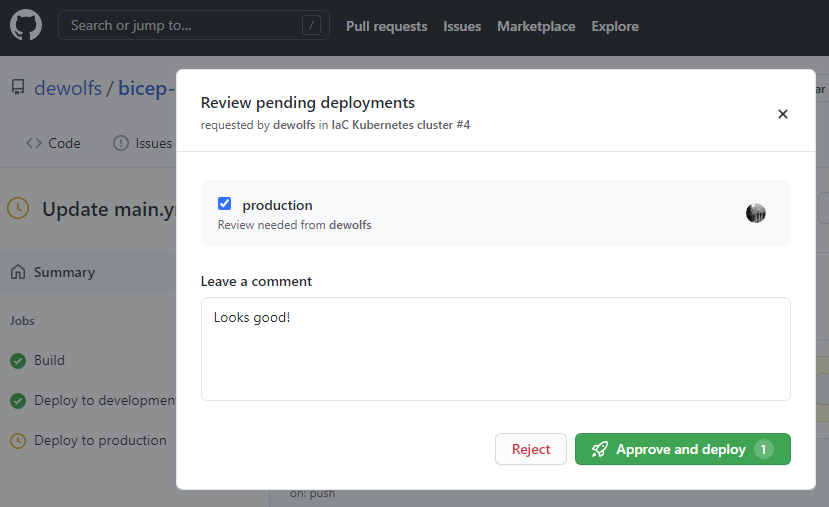 Search or jump to...
/
Pull requests
Issues
Marketplace
Explore
dewolfs / bicep-
ar
Code
Issues
Update main.y
Summary
Jobs
Build
Deploy to development
Deploy to production
Review pending deployments
requested by dewolfs in IaC Kubernetes cluster #4
production
Review needed from dewolfs
Leave a comment
Looks good!
Reject
Approve and deploy 1
on: push